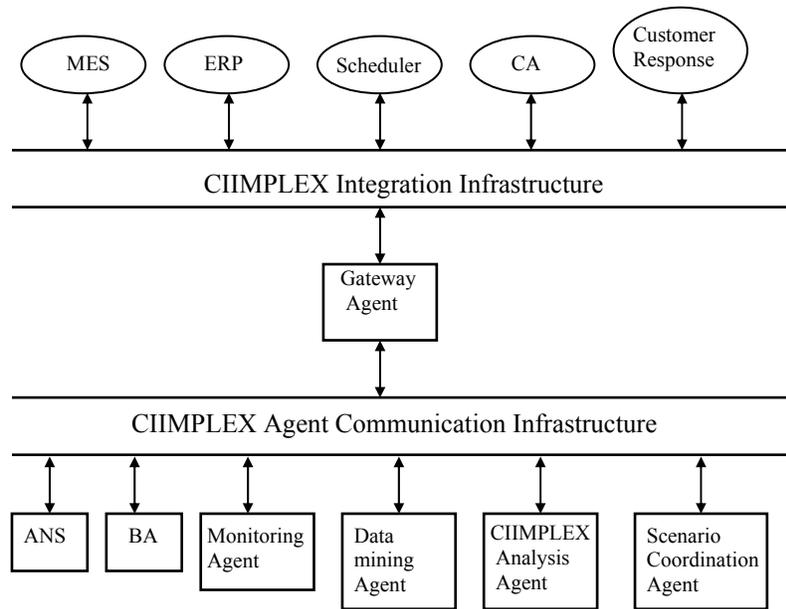 MES
ERP
Scheduler
CA
Customer
Response
CIIMPLEX Integration Infrastructure
Gateway
Agent
CIIMPLEX Agent Communication Infrastructure
ANS
BA
Monitoring
Agent
Data
mining
Agent
CIIMPLEX
Analysis
Agent
Scenario
Coordination
Agent